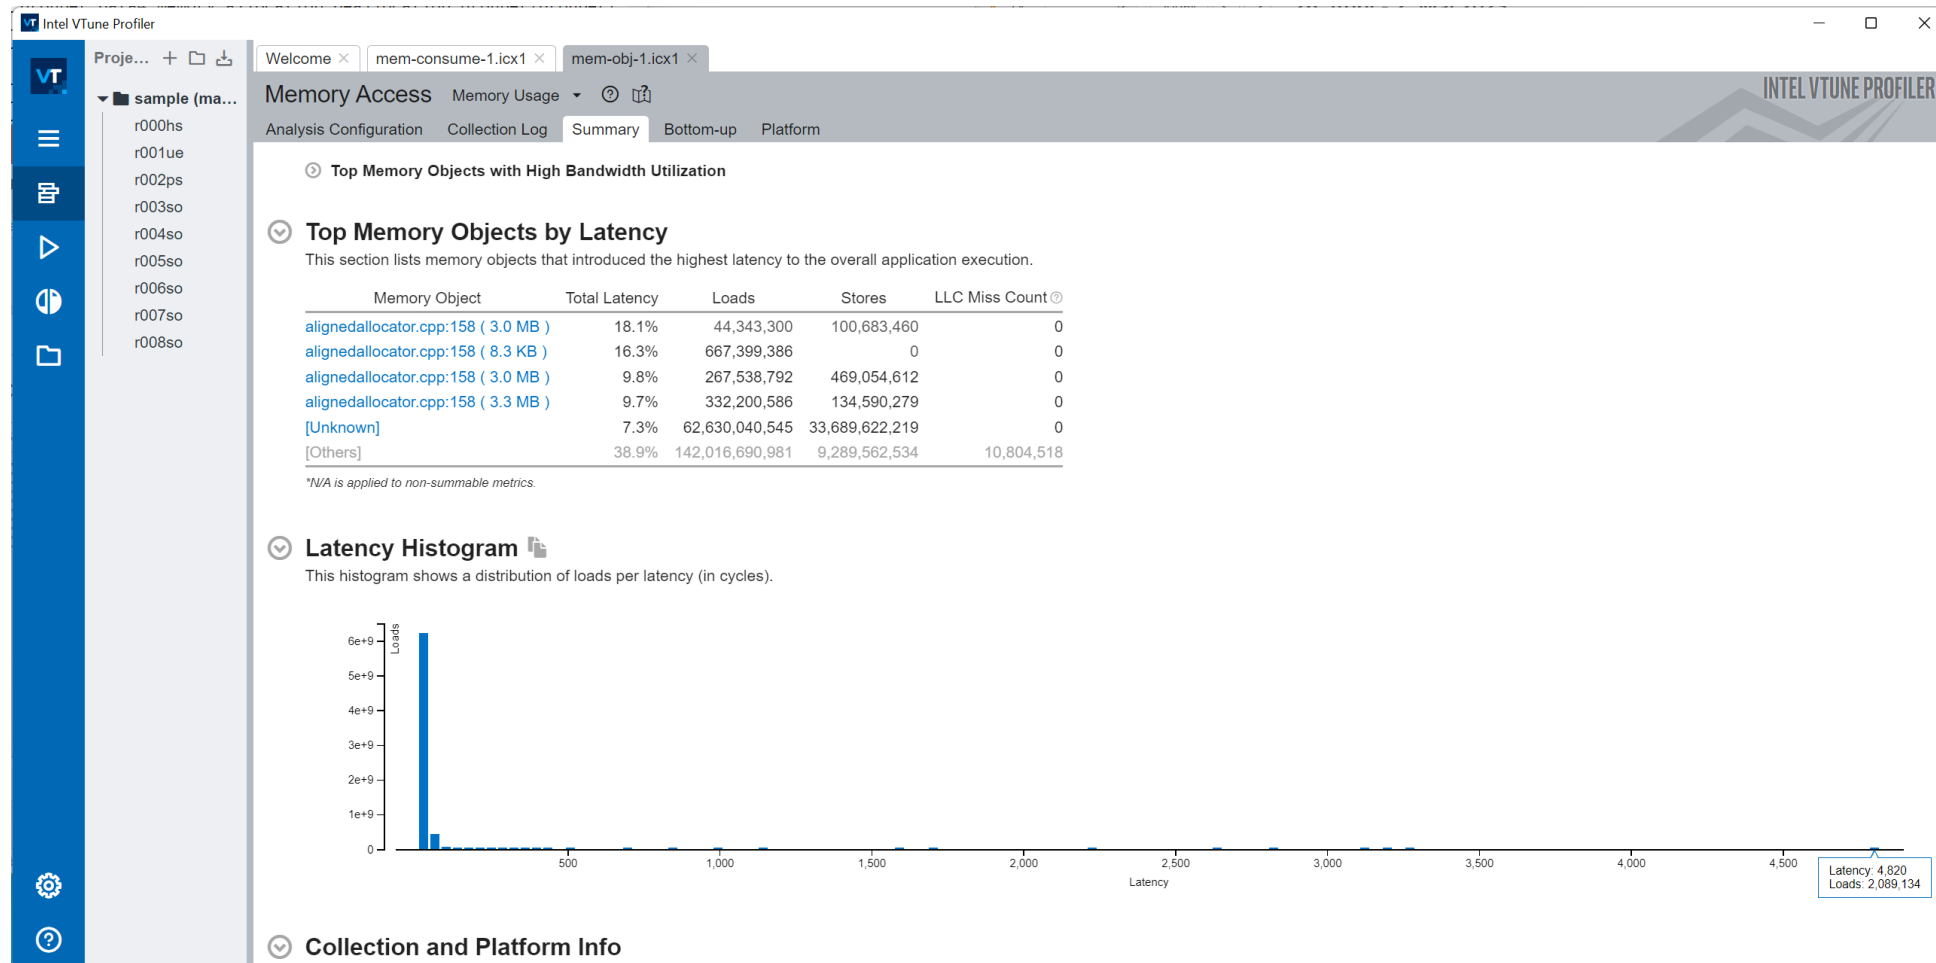 Intel VTune Profiler
Proje...
sample (ma...
r000hs
r001ue
r002ps
r003so
r004so
r005so
r006so
r007so
r008so
Welcome
mem-consume-1.icx1
mem-obj-1.icx1
Memory Access Memory Usage
INTEL VTUNE PROFILER
Analysis Configuration Collection Log Summary Bottom-up Platform
Top Memory Objects with High Bandwidth Utilization
Top Memory Objects by Latency
This section lists memory objects that introduced the highest latency to the overall application execution.
Memory Object Total Latency Loads Stores LLC Miss Count
alignedallocator.cpp:158 ( 3.0 MB ) 18.1% 44,343,300 100,683,460 0
alignedallocator.cpp:158 ( 8.3 KB ) 16.3% 667,399,386 0 0
alignedallocator.cpp:158 ( 3.0 MB ) 9.8% 267,538,792 469,054,612 0
alignedallocator.cpp:158 ( 3.3 MB ) 9.7% 332,200,586 134,590,279 0
[Unknown] 7.3% 62,630,040,545 33,689,622,219 0
[Others] 38.9% 142,016,690,981 9,289,562,534 10,804,518
*N/A is applied to non-summable metrics.
Latency Histogram
This histogram shows a distribution of loads per latency (in cycles).
Loads
6e+9
5e+9
4e+9
3e+9
2e+9
1e+9
0
500 1,000 1,500 2,000 2,500 3,000 3,500 4,000 4,500
Latency
Latency: 4,820
Loads: 2,089,134
Collection and Platform Info